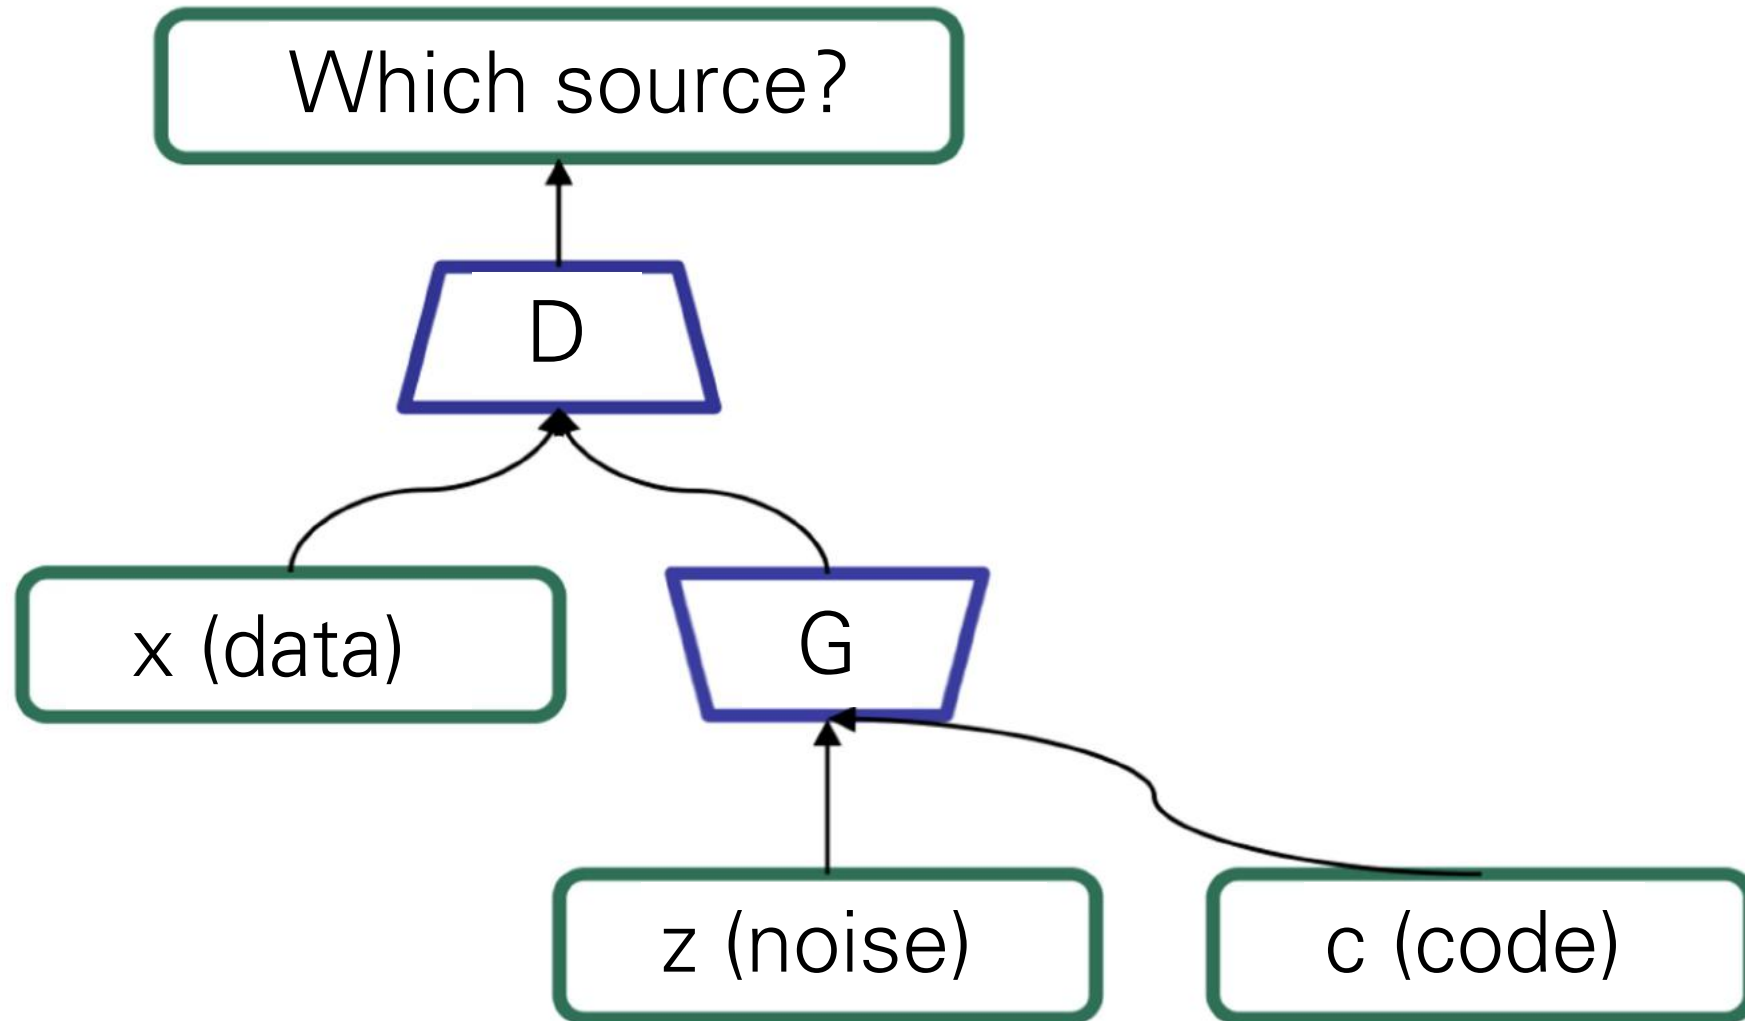 Which source?
D
x (data)
G
z (noise)
c (code)